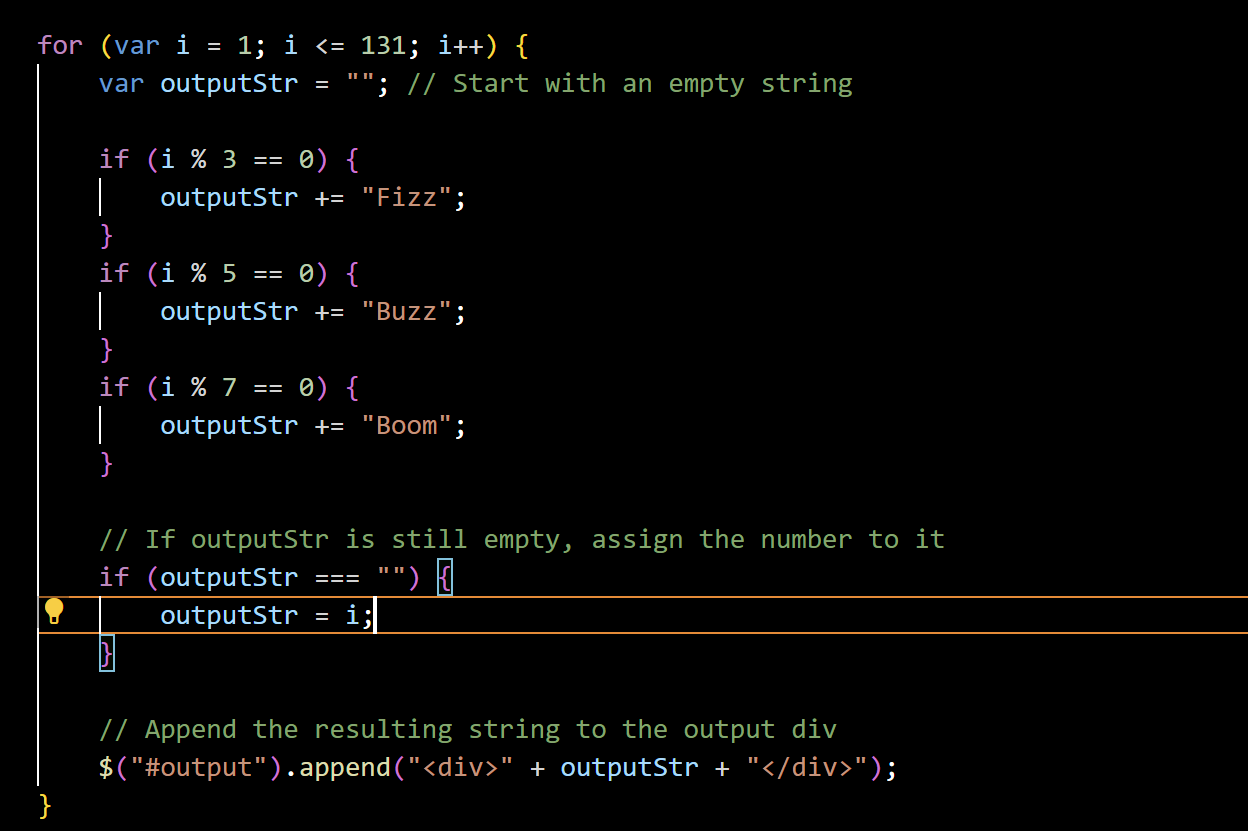 for (var i = 1; i <= 131; i++) {
    var outputStr = ""; // Start with an empty string

    if (i % 3 == 0) {
        outputStr += "Fizz";
    }
    if (i % 5 == 0) {
        outputStr += "Buzz";
    }
    if (i % 7 == 0) {
        outputStr += "Boom";
    }

    // If outputStr is still empty, assign the number to it
    if (outputStr === "") {
        outputStr = i;
    }

    // Append the resulting string to the output div
    $("#output").append("<div>" + outputStr + "</div>");
}